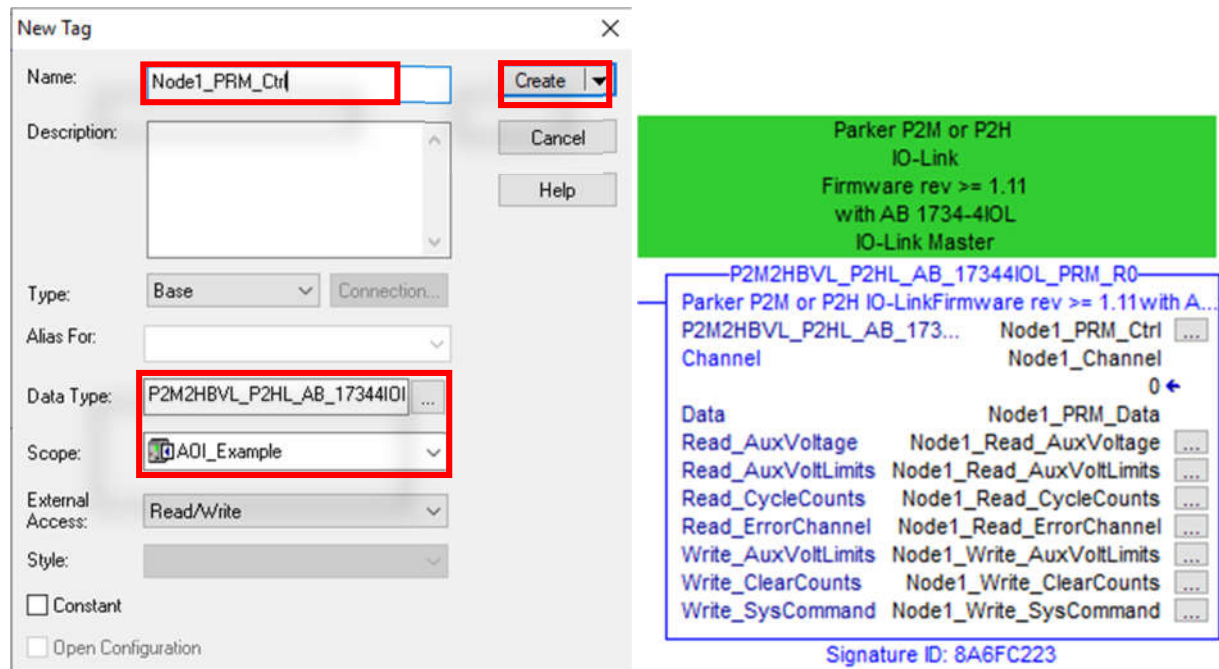 New Tag
Name:
Node1_PRM_Ctrl
Create
Description:
Cancel
Help
Type:
Base
Connection...
Alias For:
Data Type:
P2M2HBVL_P2HL_AB_17344IOI
...
Scope:
AOI_Example
External
Access:
Read/Write
Style:
Constant
Open Configuration
Parker P2M or P2H
IO-Link
Firmware rev >= 1.11
with AB 1734-4IOL
IO-Link Master
P2M2HBVL_P2HL_AB_17344IOL_PRM_R0
Parker P2M or P2H IO-LinkFirmware rev >= 1.11with A...
P2M2HBVL_P2HL_AB_173... Node1_PRM_Ctrl ...
Channel Node1_Channel
0
Data Node1_PRM_Data
Read_AuxVoltage Node1_Read_AuxVoltage ...
Read_AuxVoltLimits Node1_Read_AuxVoltLimits ...
Read_CycleCounts Node1_Read_CycleCounts ...
Read_ErrorChannel Node1_Read_ErrorChannel ...
Write_AuxVoltLimits Node1_Write_AuxVoltLimits ...
Write_ClearCounts Node1_Write_ClearCounts ...
Write_SysCommand Node1_Write_SysCommand ...
Signature ID: 8A6FC223